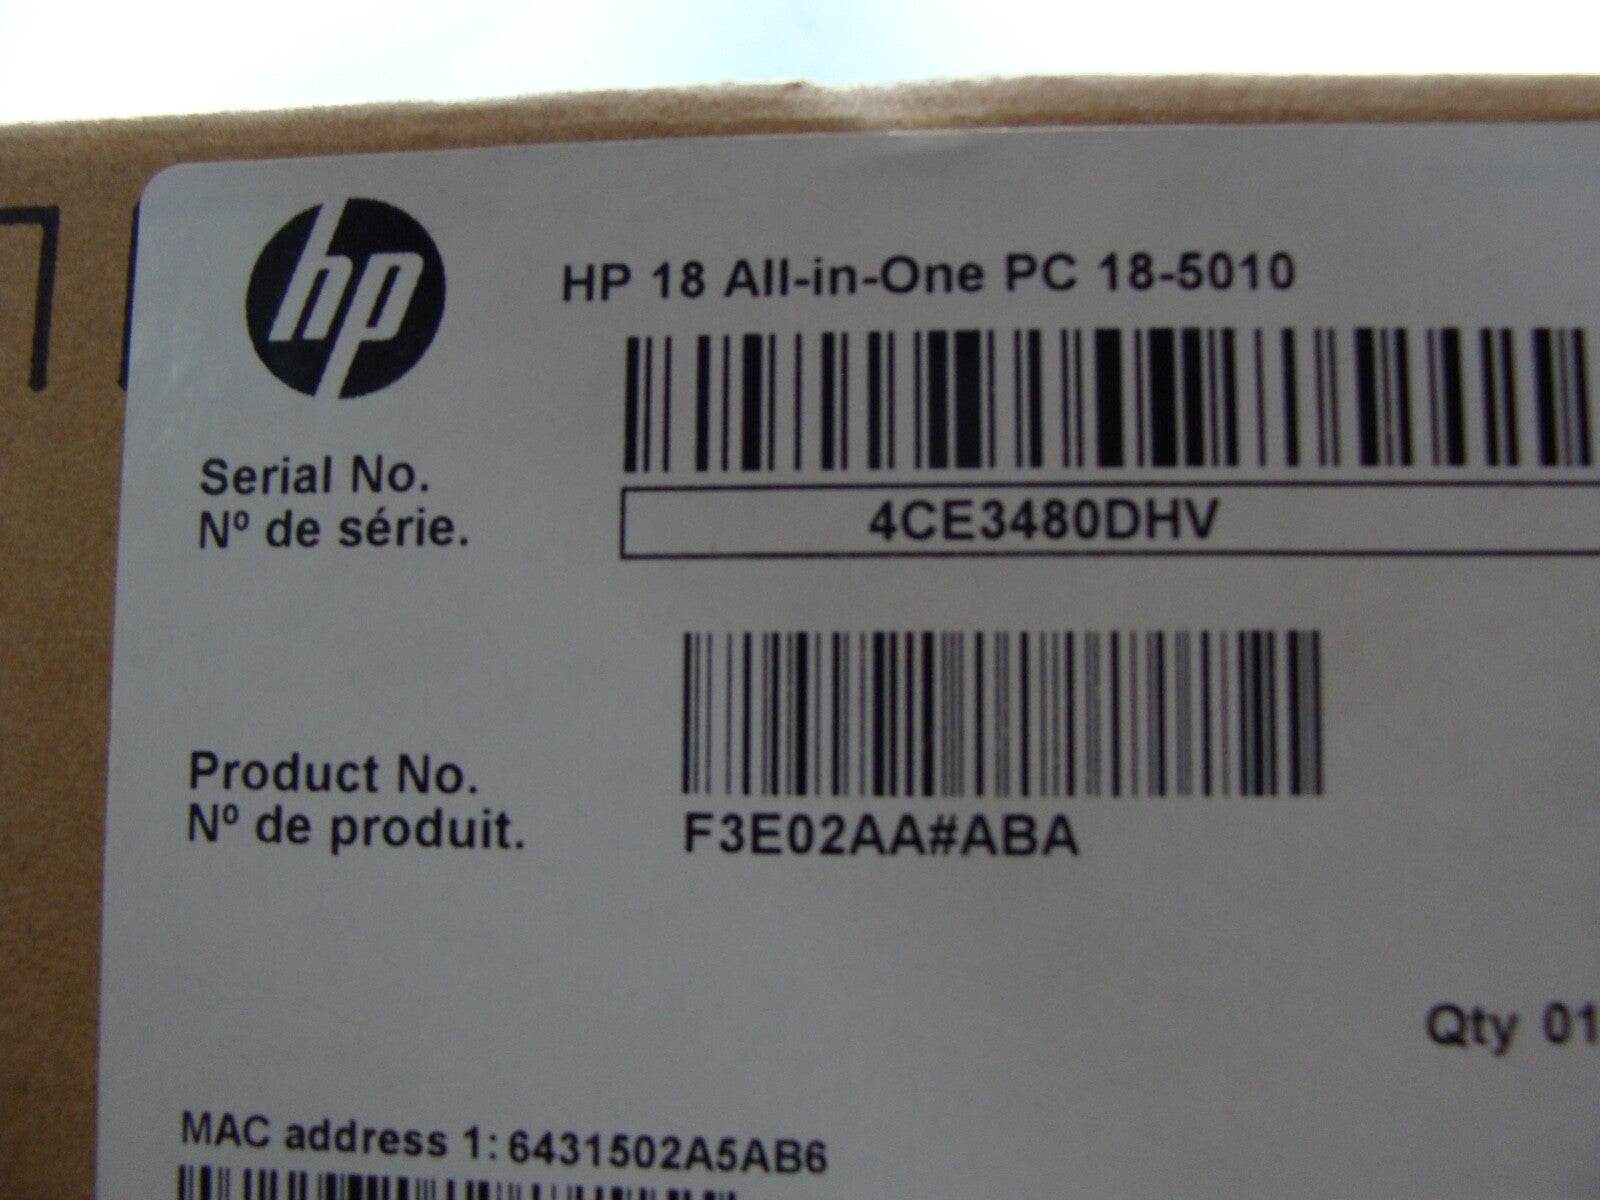 hp
HP 18 All-in-One PC 18-5010
Serial No.
Nº de série.
4CE3480DHV
Product No.
Nº de produit.
F3E02AA#ABA
Qty 01
MAC address 1: 6431502A5AB6